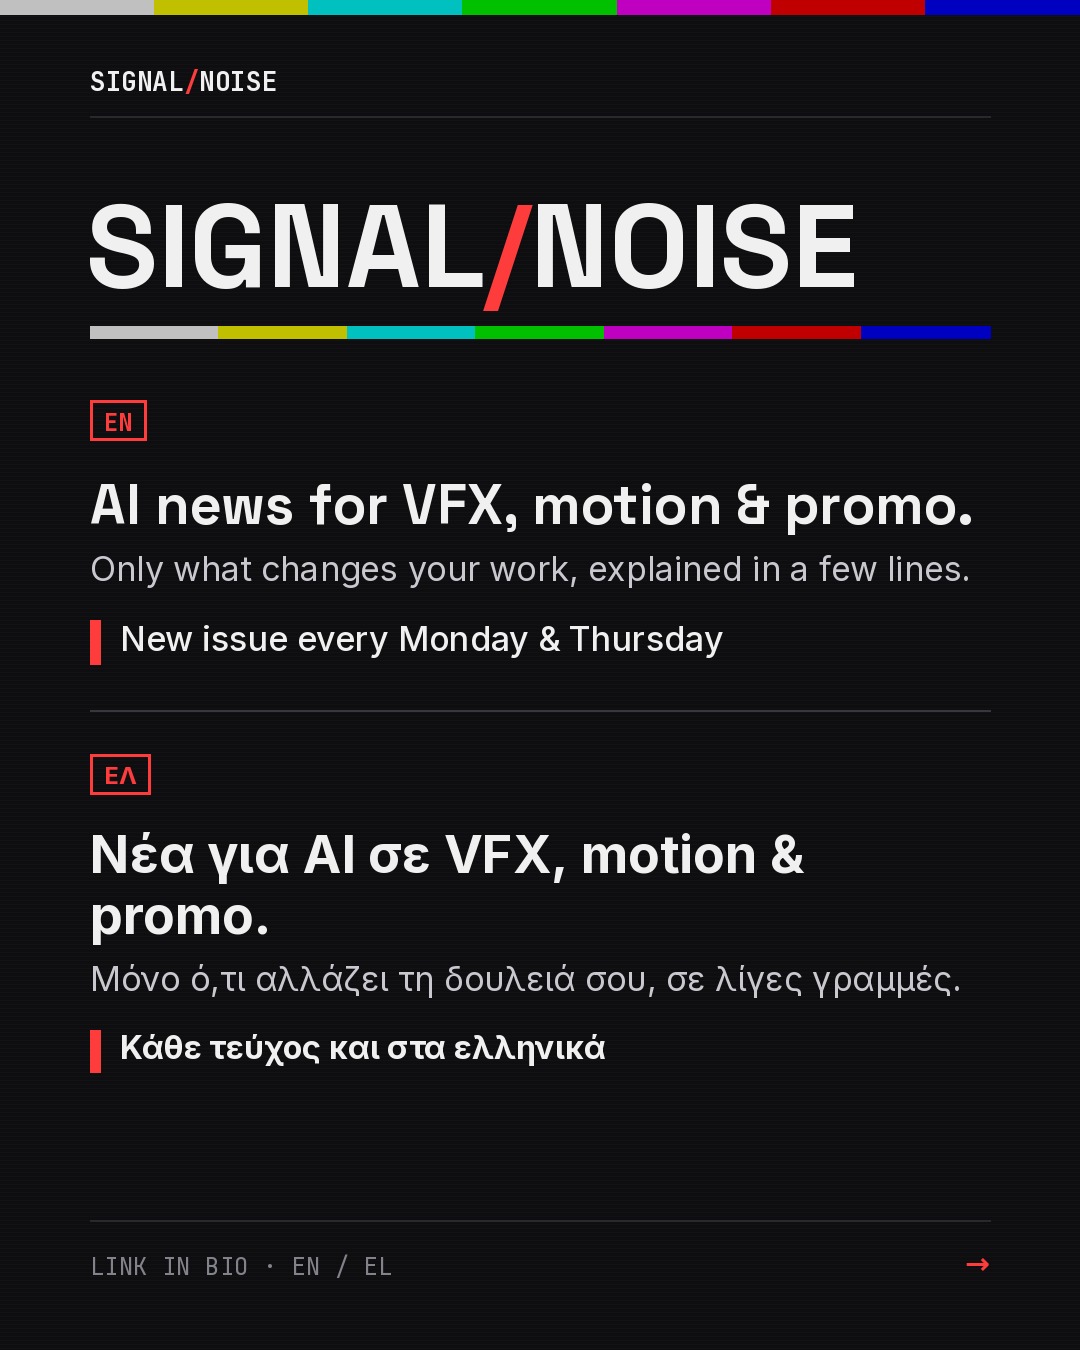 SIGNAL/NOISE
SIGNAL/NOISE
EN
AI news for VFX, motion & promo.
Only what changes your work, explained in a few lines.
New issue every Monday & Thursday
ΕΛ
Νέα για AI σε VFX, motion &
promo.
Μόνο ό,τι αλλάζει τη δουλειά σου, σε λίγες γραμμές.
Κάθε τεύχος και στα ελληνικά
LINK IN BIO · EN / EL →